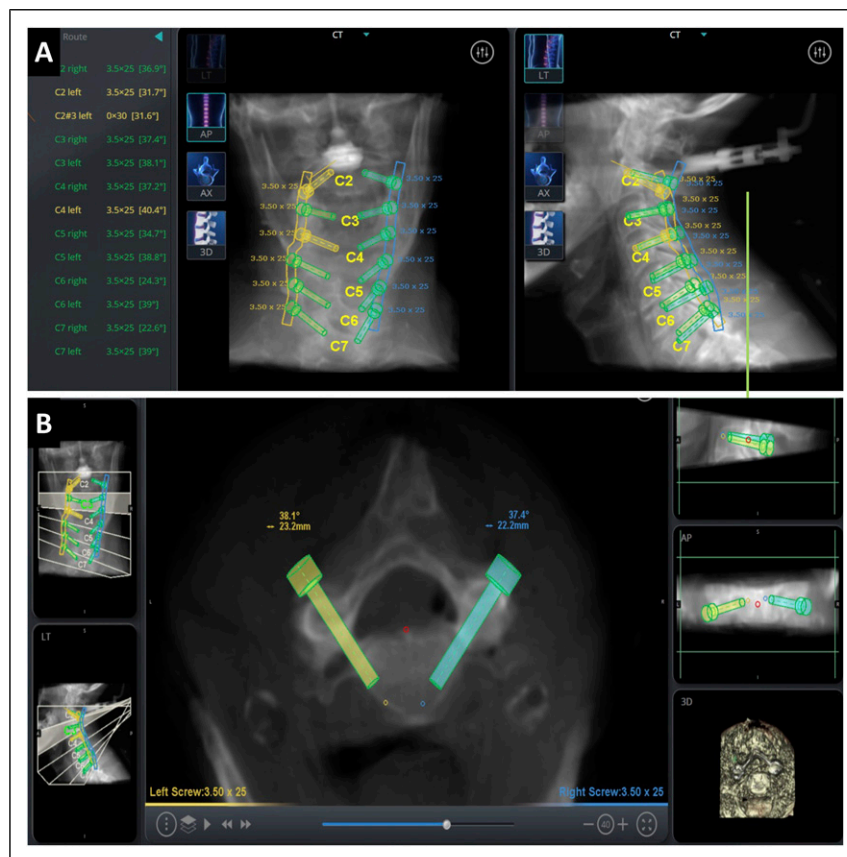 A
Route
2 right 3.5×25 [36.9°]
C2 left 3.5×25 [31.7°]
C2#3 left 0×30 [31.6°]
C3 right 3.5×25 [37.4°]
C3 left 3.5×25 [38.1°]
C4 right 3.5×25 [37.2°]
C4 left 3.5×25 [40.4°]
C5 right 3.5×25 [34.7°]
C5 left 3.5×25 [38.8°]
C6 right 3.5×25 [24.3°]
C6 left 3.5×25 [39°]
C7 right 3.5×25 [22.6°]
C7 left 3.5×25 [39°]
CT
LT
AP
AX
3D
C2
C3
C4
C5
C6
C7
3.50 x 25
3.50 x 25
3.50 x 25
3.50 x 25
3.50 x 25
3.50 x 25
3.50 x 25
3.50 x 25
3.50 x 25
3.50 x 25
3.50 x 25
CT
LT
AP
AX
3D
C2
C3
C4
C5
C6
C7
B
C2
C4
C5
C6
C7
LT
38.1°
↔ 23.2mm
37.4°
↔ 22.2mm
L
R
Left Screw:3.50 x 25
Right Screw:3.50 x 25
40
AP
3D